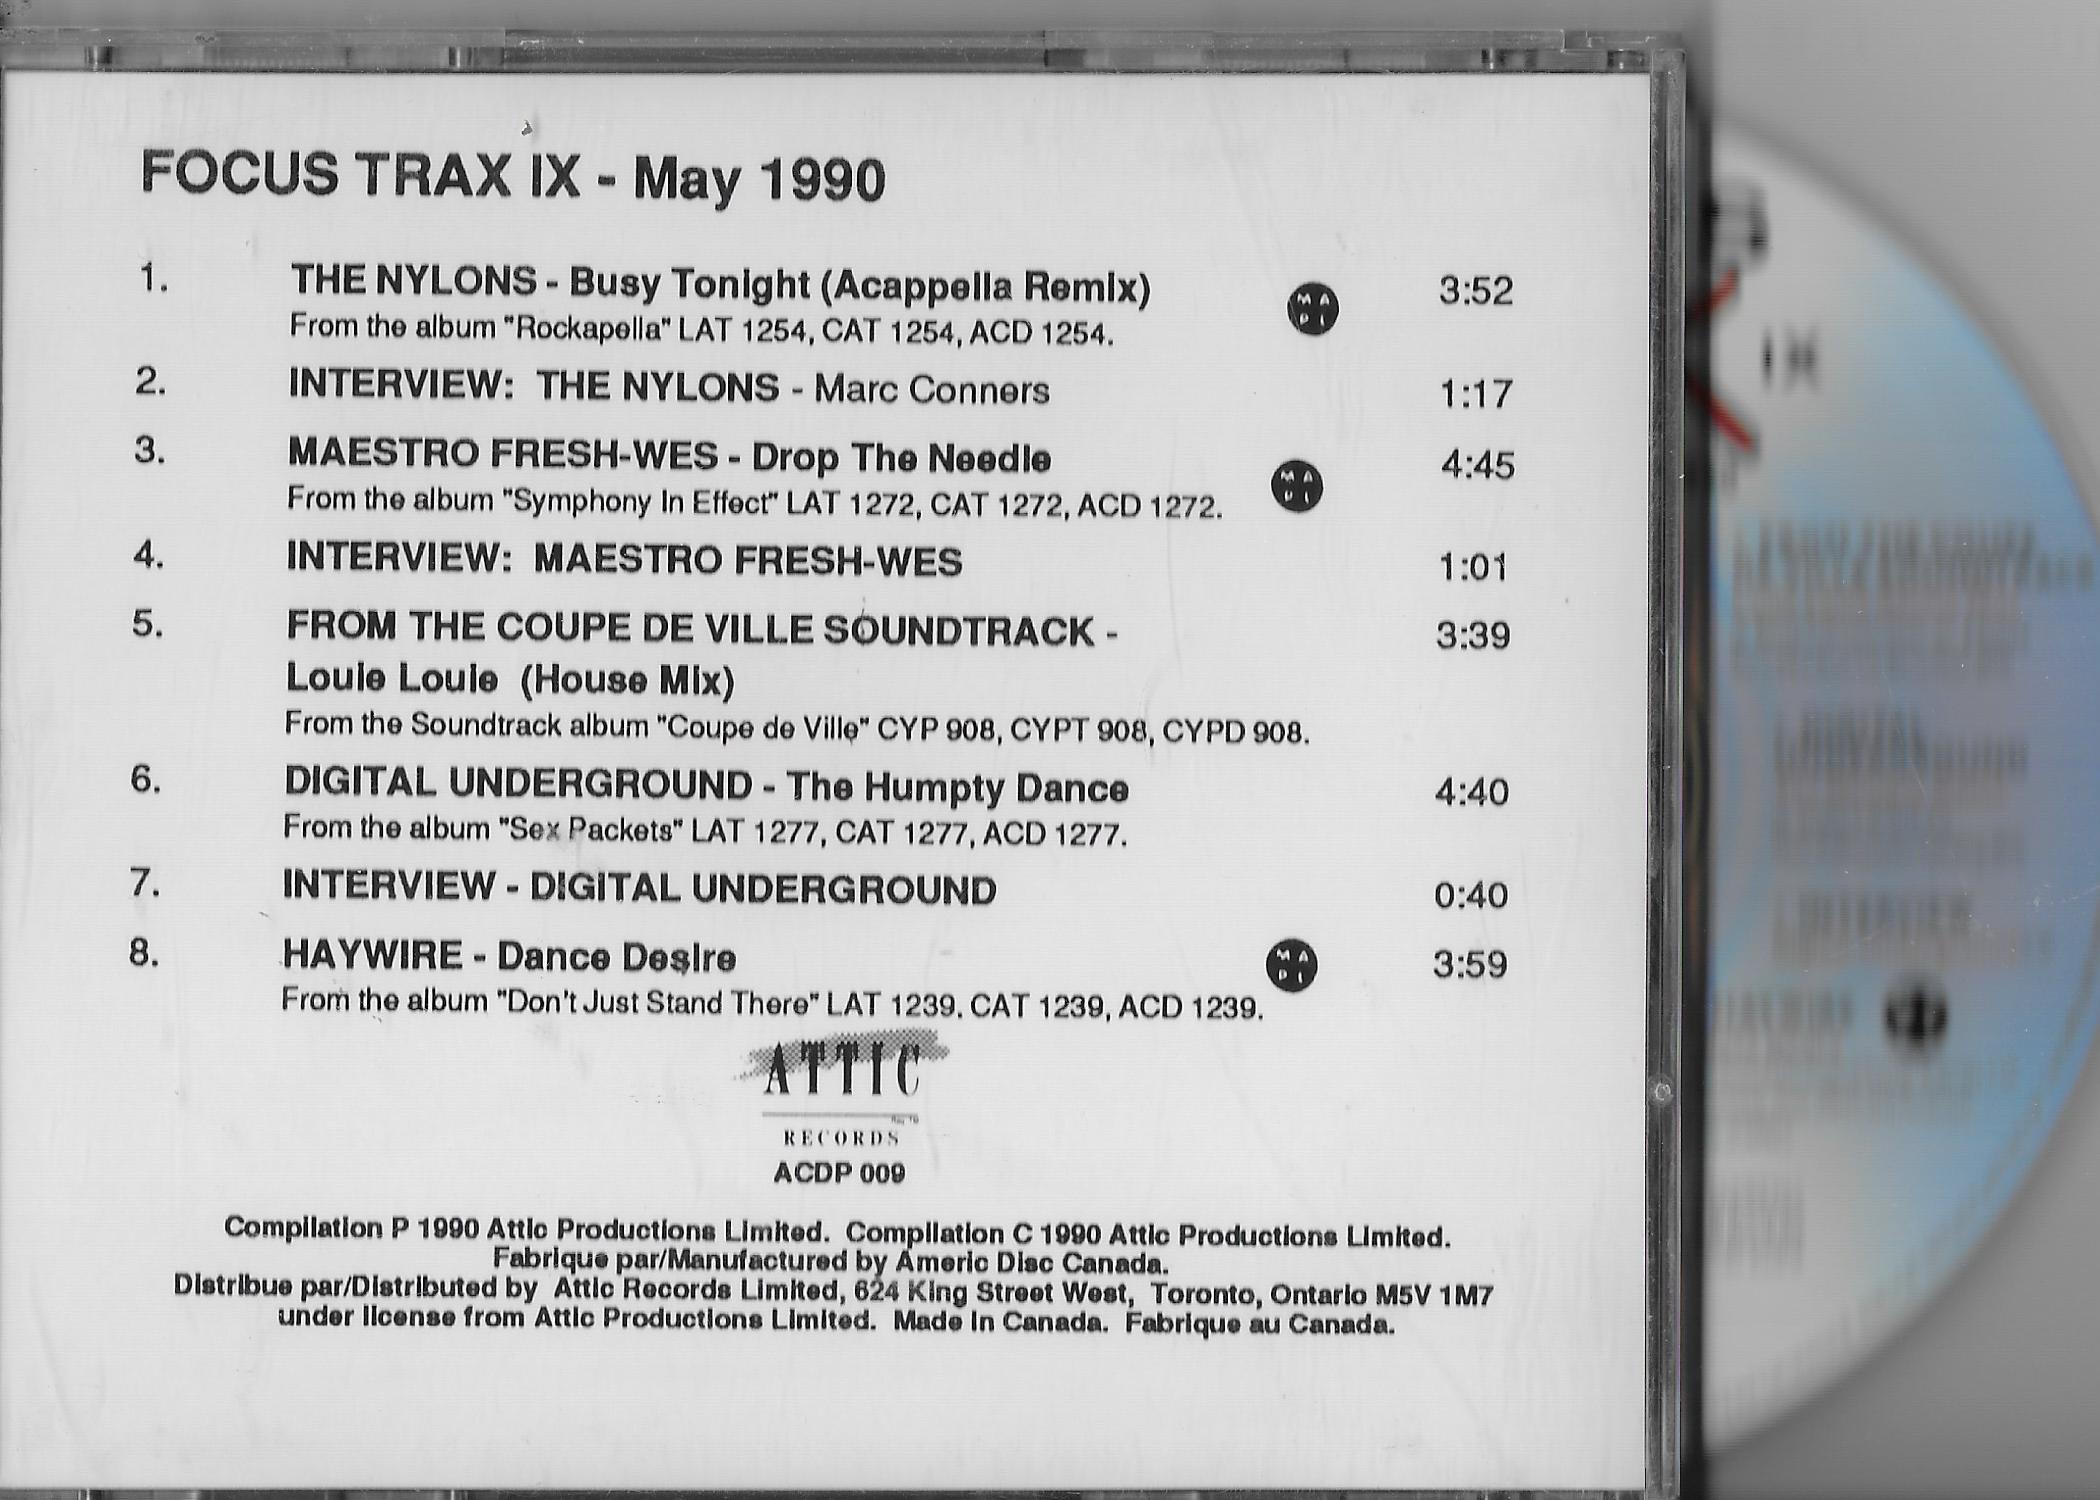 FOCUS TRAX IX - May 1990
1. THE NYLONS - Busy Tonight (Acappella Remix) MA PL 3:52
From the album "Rockapella" LAT 1254, CAT 1254, ACD 1254.
2. INTERVIEW: THE NYLONS - Marc Conners 1:17
3. MAESTRO FRESH-WES - Drop The Needle MA PL 4:45
From the album "Symphony In Effect" LAT 1272, CAT 1272, ACD 1272.
4. INTERVIEW: MAESTRO FRESH-WES 1:01
5. FROM THE COUPE DE VILLE SOUNDTRACK - 3:39
Louie Louie (House Mix)
From the Soundtrack album "Coupe de Ville" CYP 908, CYPT 908, CYPD 908.
6. DIGITAL UNDERGROUND - The Humpty Dance 4:40
From the album "Sex Packets" LAT 1277, CAT 1277, ACD 1277.
7. INTERVIEW - DIGITAL UNDERGROUND 0:40
8. HAYWIRE - Dance Desire MA PL 3:59
From the album "Don't Just Stand There" LAT 1239. CAT 1239, ACD 1239.
ATTIC
RECORDS
ACDP 009
Compilation P 1990 Attic Productions Limited. Compilation C 1990 Attic Productions Limited.
Fabrique par/Manufactured by Americ Disc Canada.
Distribue par/Distributed by Attic Records Limited, 624 King Street West, Toronto, Ontario M5V 1M7
under license from Attic Productions Limited. Made in Canada. Fabrique au Canada.
IX